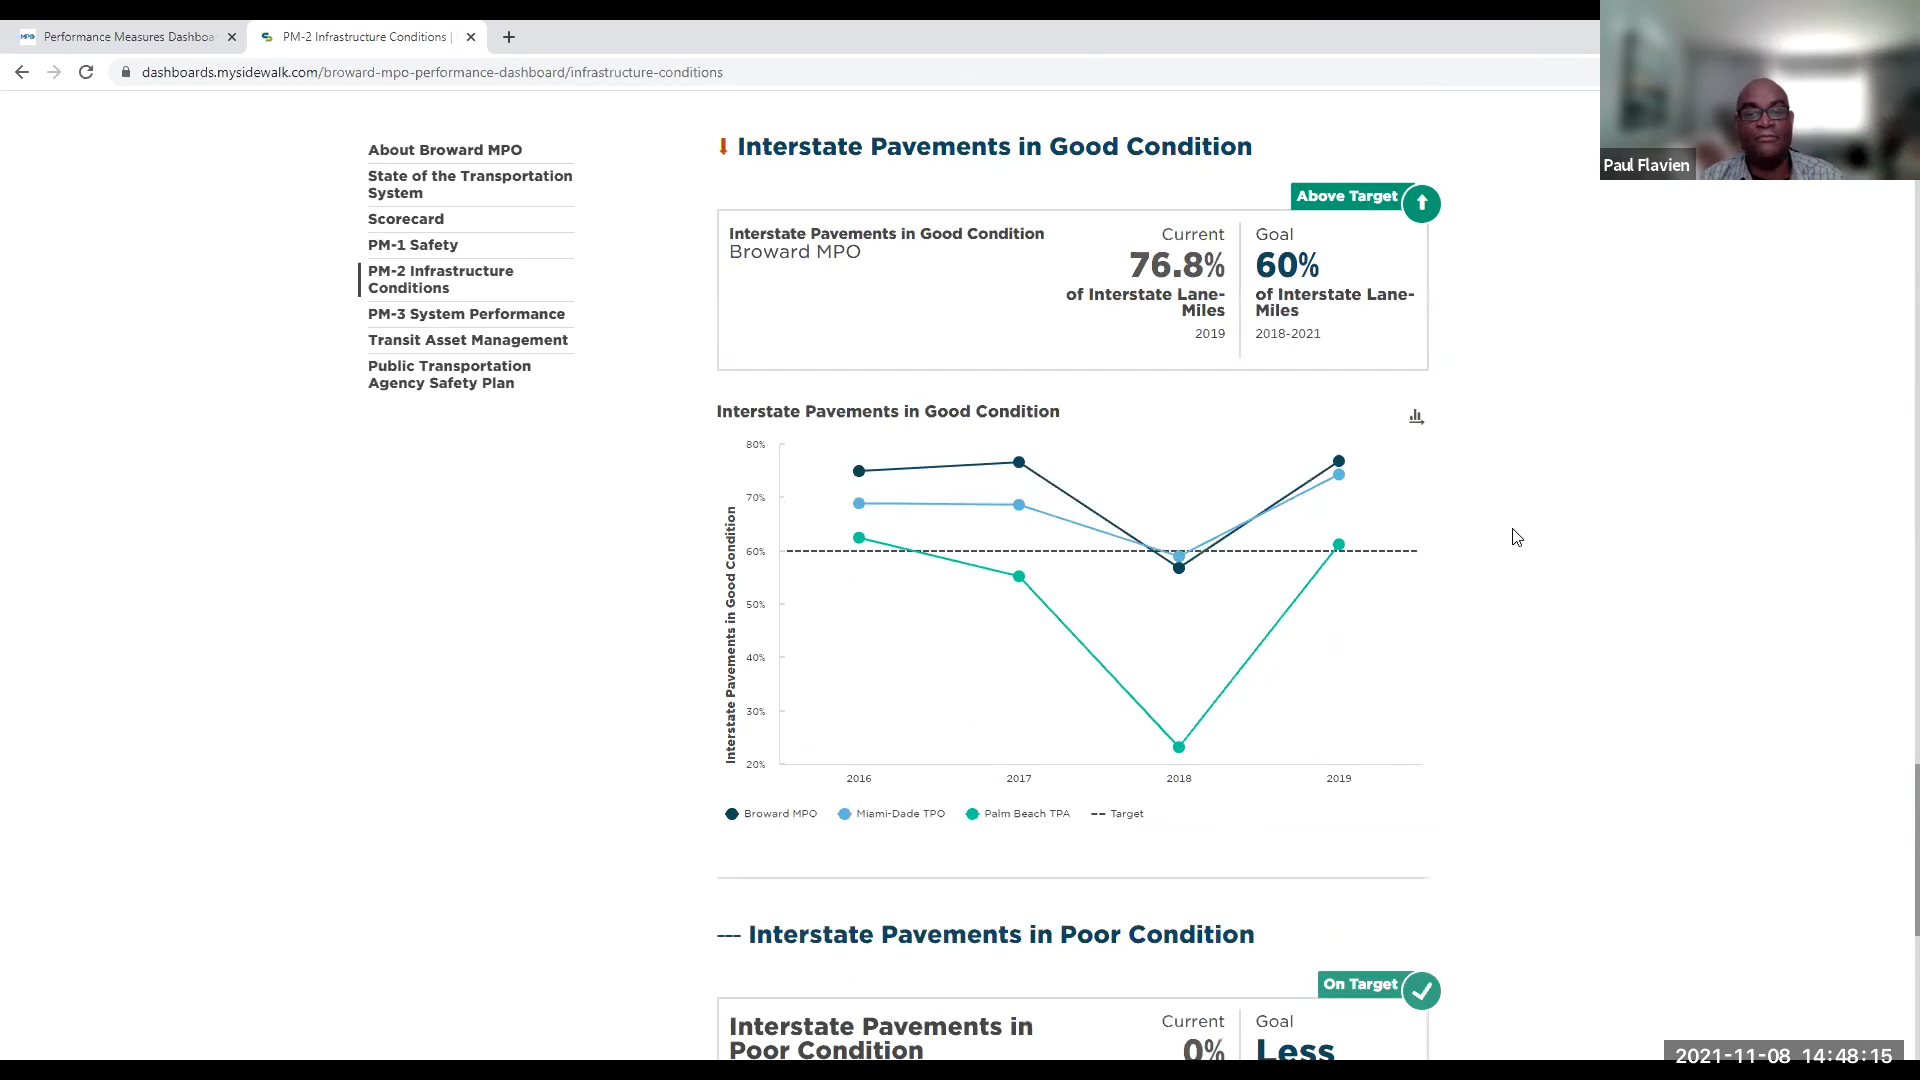 Performance Measures Dashboa
PM-2 Infrastructure Conditions |
dashboards.mysidewalk.com/broward-mpo-performance-dashboard/infrastructure-conditions
Paul Flavien
About Broward MPO
State of the Transportation
System
Scorecard
PM-1 Safety
PM-2 Infrastructure
Conditions
PM-3 System Performance
Transit Asset Management
Public Transportation
Agency Safety Plan
Interstate Pavements in Good Condition
Above Target
Interstate Pavements in Good Condition
Broward MPO
Current
76.8%
of Interstate Lane-
Miles
2019
Goal
60%
of Interstate Lane-
Miles
2018-2021
Interstate Pavements in Good Condition
Interstate Pavements in Good Condition
80%
70%
60%
50%
40%
30%
20%
2016 2017 2018 2019
Broward MPO Miami-Dade TPO Palm Beach TPA Target
--- Interstate Pavements in Poor Condition
On Target
Interstate Pavements in
Poor Condition
Current
0%
Goal
Less
2021-11-08 14:48:15